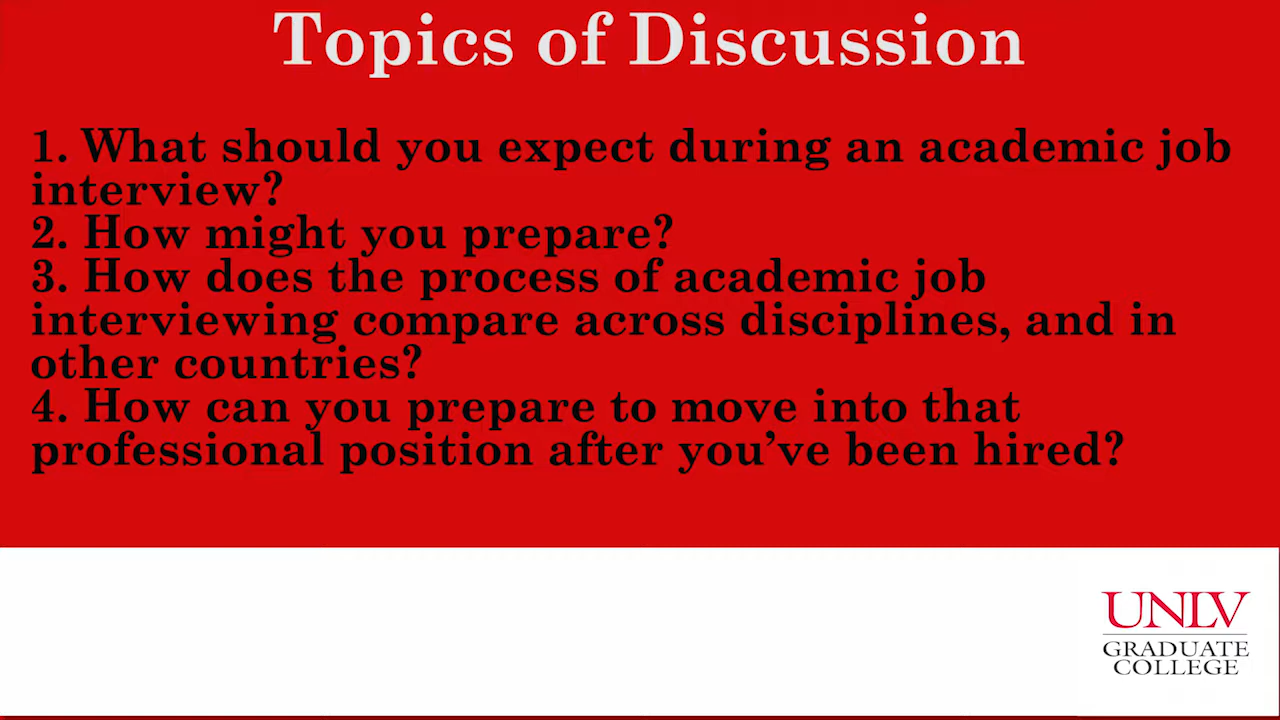 Topics of Discussion
1. What should you expect during an academic job
interview?
2. How might you prepare?
3. How does the process of academic job
interviewing compare across disciplines, and in
other countries?
4. How can you prepare to move into that
professional position after you’ve been hired?
UNLV
GRADUATE
COLLEGE